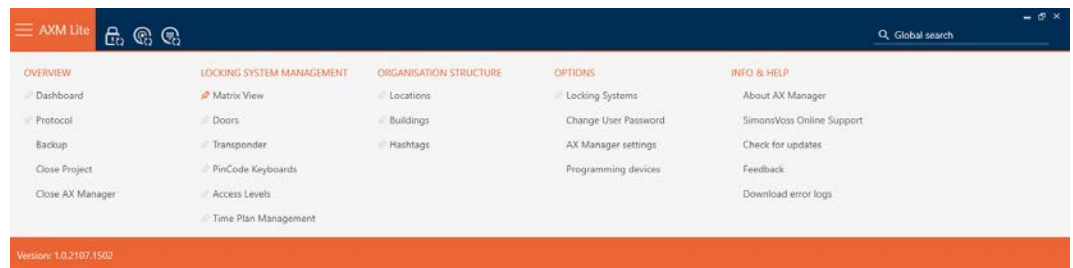 AXM Lite
Global search
OVERVIEW
Dashboard
Protocol
Backup
Close Project
Close AX Manager
LOCKING SYSTEM MANAGEMENT
Matrix View
Doors
Transponder
PinCode Keyboards
Access Levels
Time Plan Management
ORGANISATION STRUCTURE
Locations
Buildings
Hashtags
OPTIONS
Locking Systems
Change User Password
AX Manager settings
Programming devices
INFO & HELP
About AX Manager
SimonsVoss Online Support
Check for updates
Feedback
Download error logs
Version: 1.0.2107.1502